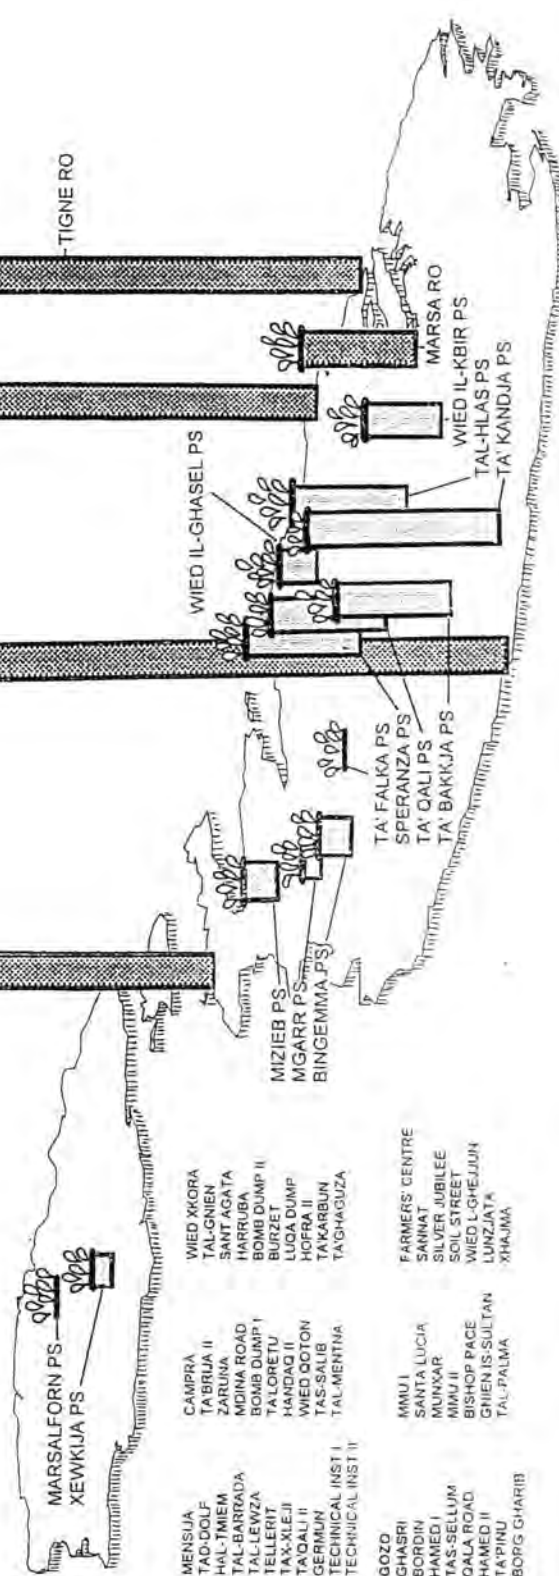 TIGNE RO
MARSA RO
WIED IL-KBIR PS
TAL-HLAS PS
TA' KANDJA PS
WIED IL-GHASEL PS
TA' FALKA PS
SPERANZA PS
TA' QALI PS
TA' BAKKJA PS
MIZIEB PS
MGARR PS
BINGEMMA PS
MARSALFORN PS
XEWKIJA PS
MENSIJA
TAD-DOLF
HAL-TMIEM
TAL-BARRADA
TAL-LEWZA
TELLERIT
TAX-XLEJI
TA'QALI II
GERMUN
TECHNICAL INST I
TECHNICAL INST II
CAMPRA
TA'BRIJA II
ZARUNA
MDINA ROAD
BOMB DUMP I
TA'LORETU
HANDAQ II
WIED QOTON
TAS-SALIB
TAL-MENTNA
WIED XKORA
TAL-GNIEN
SANT AGATA
HARRUBA
BOMB DUMP II
BURZET
LUQA DUMP
HOFRA II
TA'KARBUN
TA'GHAGUZA
GOZO
GHASRI
BORDIN
HAMED I
TAS-SELLUM
QALA ROAD
HAMED II
TA'PINU
BORG GHARIB
MMU I
SANTA LUCIA
MUNXAR
MMU II
BISHOP PACE
GNIEN IS-SULTAN
TAL-PALMA
FARMERS' CENTRE
SANNAT
SILVER JUBILEE
SOIL STREET
WIED L-GHEJJUN
LUNZJATA
XHAJMA